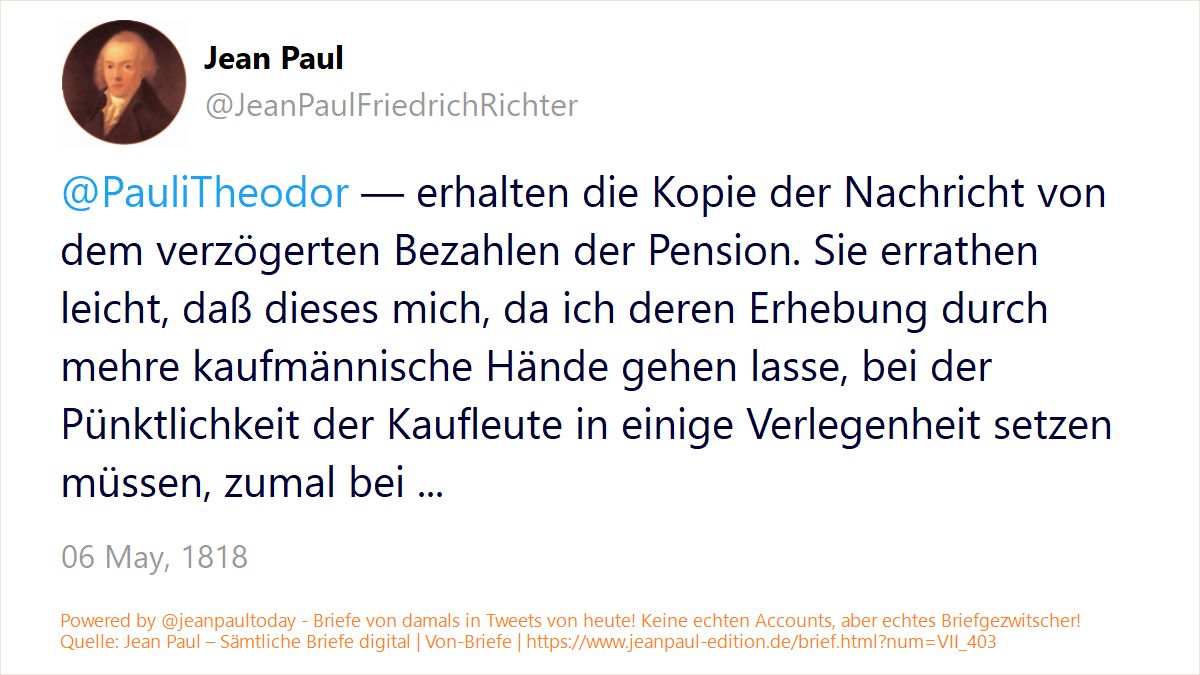 Jean Paul
@JeanPaulFriedrichRichter
@PauliTheodor — erhalten die Kopie der Nachricht von
dem verzögerten Bezahlen der Pension. Sie errathen
leicht, daß dieses mich, da ich deren Erhebung durch
mehre kaufmännische Hände gehen lasse, bei der
Pünktlichkeit der Kaufleute in einige Verlegenheit setzen
müssen, zumal bei ...
06 May, 1818
Powered by @jeanpaultoday - Briefe von damals in Tweets von heute! Keine echten Accounts, aber echtes Briefgezwitscher!
Quelle: Jean Paul – Sämtliche Briefe digital | Von-Briefe | https://www.jeanpaul-edition.de/brief.html?num=VII_403